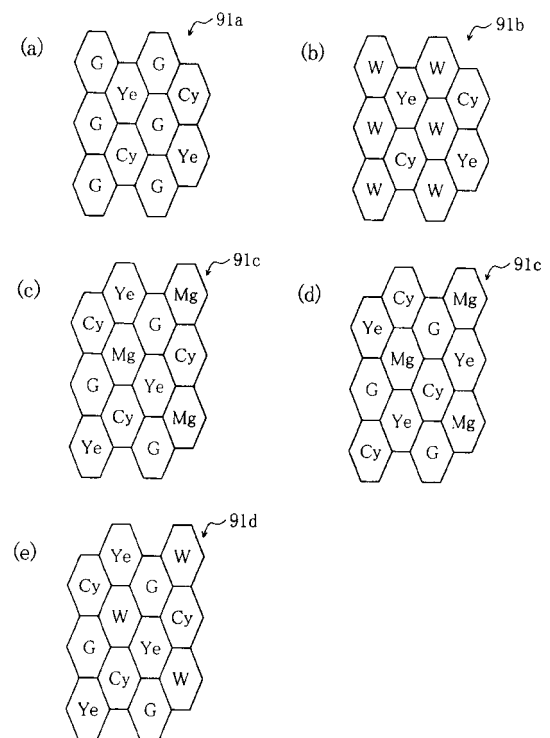 (a)
91a
G G
Ye Cy
G G
Cy Ye
G G
(b)
91b
W W
Ye Cy
W W
Cy Ye
W W
(c)
91c
Ye Mg
Cy G
Mg Cy
G Ye
Cy Mg
Ye G
(d)
91c
Cy Mg
Ye G
Mg Ye
G Cy
Ye Mg
Cy G
(e)
91d
Ye W
Cy G
W Cy
G Ye
Cy W
Ye G